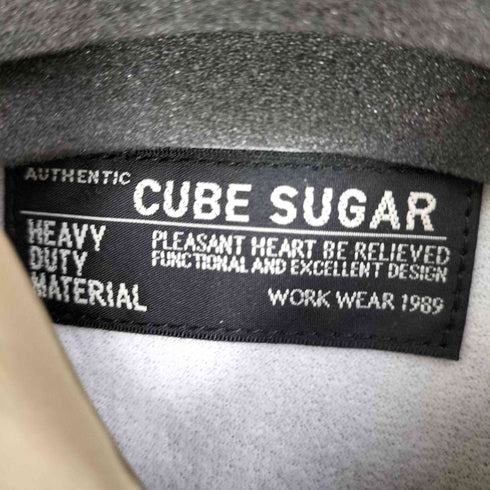 AUTHENTIC CUBE SUGAR
HEAVY DUTY MATERIAL
PLEASANT HEART BE RELIEVED
FUNCTIONAL AND EXCELLENT DESIGN
WORK WEAR 1989